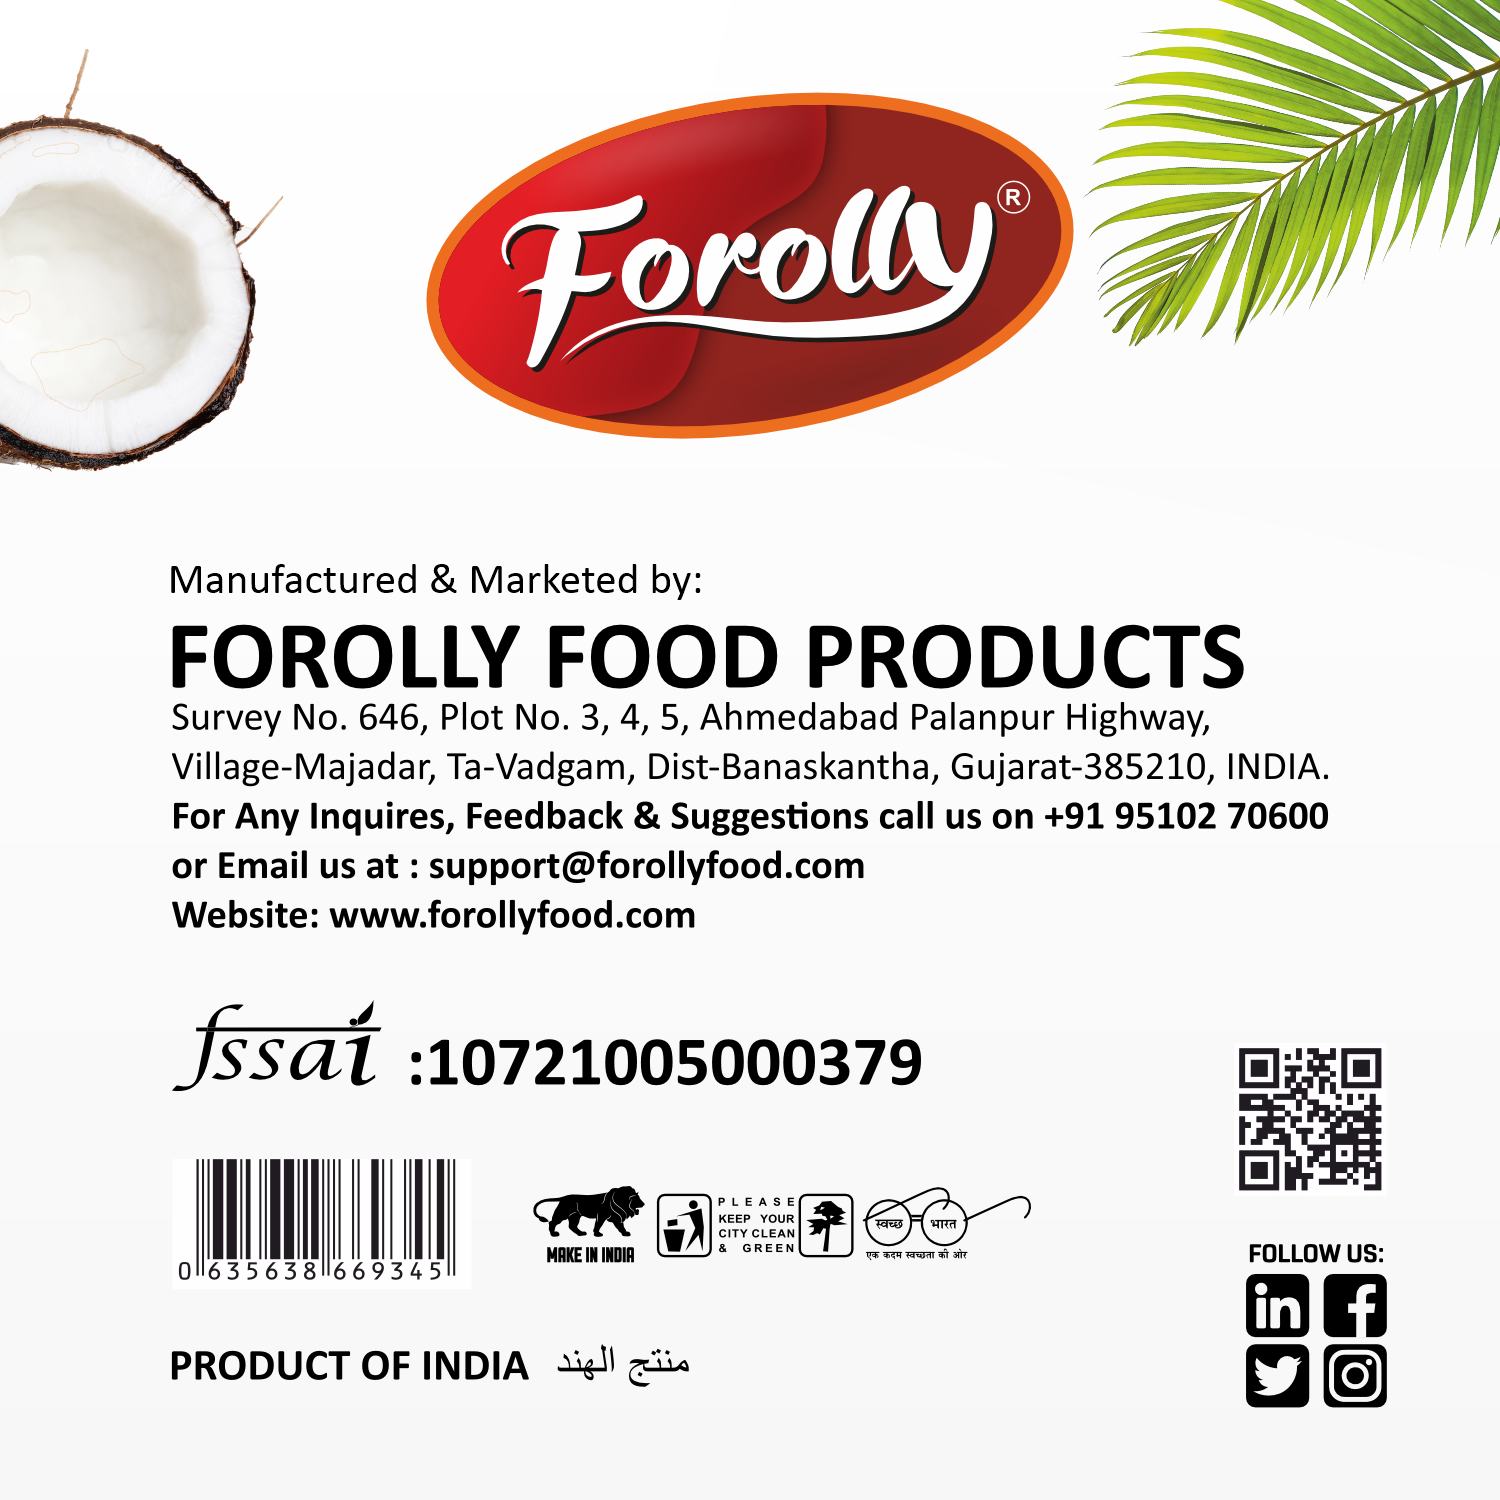 Forolly ®
Manufactured & Marketed by:
FOROLLY FOOD PRODUCTS
Survey No. 646, Plot No. 3, 4, 5, Ahmedabad Palanpur Highway,
Village-Majadar, Ta-Vadgam, Dist-Banaskantha, Gujarat-385210, INDIA.
For Any Inquires, Feedback & Suggestions call us on +91 95102 70600
or Email us at : support@forollyfood.com
Website: www.forollyfood.com
fssai :10721005000379
0 635638 669345
MAKE IN INDIA
PLEASE
KEEP YOUR
CITY CLEAN
& GREEN
स्वच्छ भारत
एक कदम स्वच्छता की ओर
FOLLOW US:
in f
PRODUCT OF INDIA منتج الهند